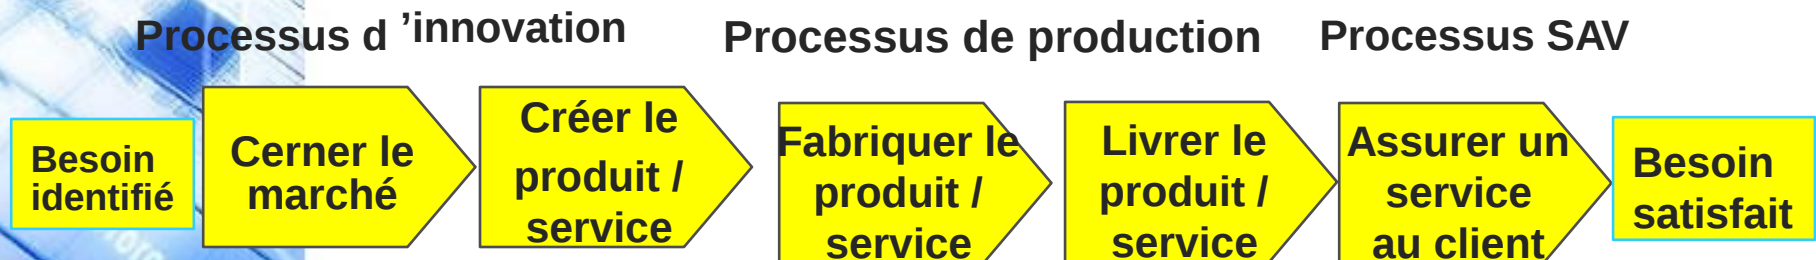 Processus d ’innovation
Processus de production
Processus SAV
Besoin
identifié
Cerner le
marché
Créer le
produit /
service
Fabriquer le
produit /
service
Livrer le
produit /
service
Assurer un
service
au client
Besoin
satisfait